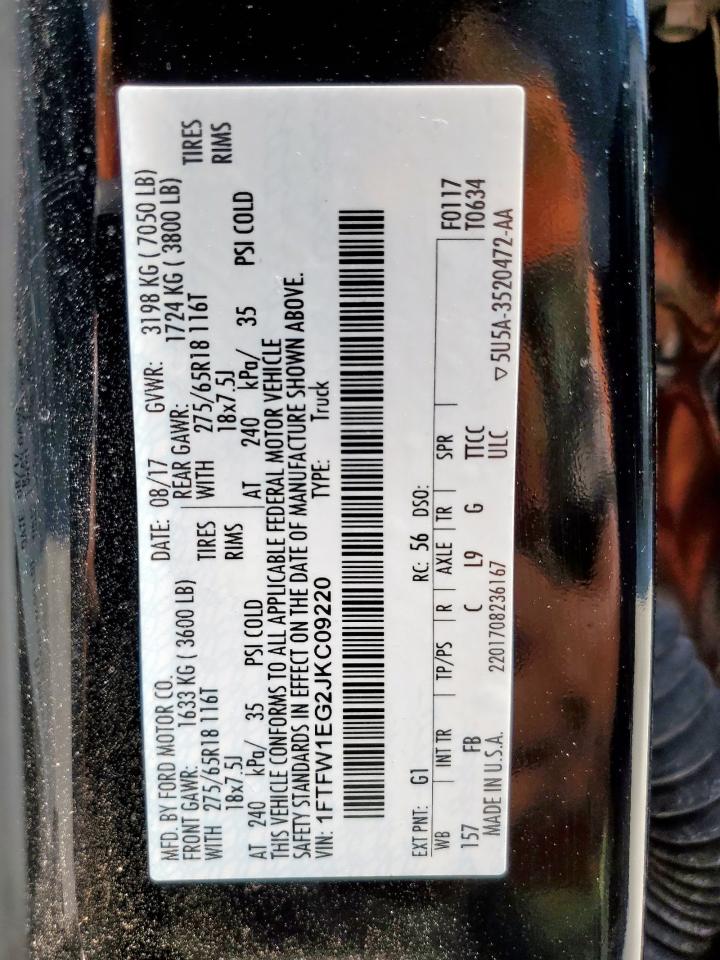 MFD. BY FORD MOTOR CO. DATE: 08/17 GVWR: 3198 KG ( 7050 LB)
FRONT GAWR: 1633 KG ( 3600 LB) REAR GAWR: 1724 KG ( 3800 LB)
WITH 275/65R18 116T TIRES WITH 275/65R18 116T TIRES
18x7.5J RIMS 18x7.5J RIMS
AT 240 kPa/ 35 PSI COLD AT 240 kPa/ 35 PSI COLD
THIS VEHICLE CONFORMS TO ALL APPLICABLE FEDERAL MOTOR VEHICLE
SAFETY STANDARDS IN EFFECT ON THE DATE OF MANUFACTURE SHOWN ABOVE.
VIN: 1FTFW1EG2JKC09220 TYPE: Truck
EXT PNT: G1 RC: 56 DSO: F0117
WB INT TR TP/PS R AXLE TR SPR T0634
157 FB C L9 G TTCC
MADE IN U.S.A. 2201708236167 ULC ▽5U5A-3520472-AA